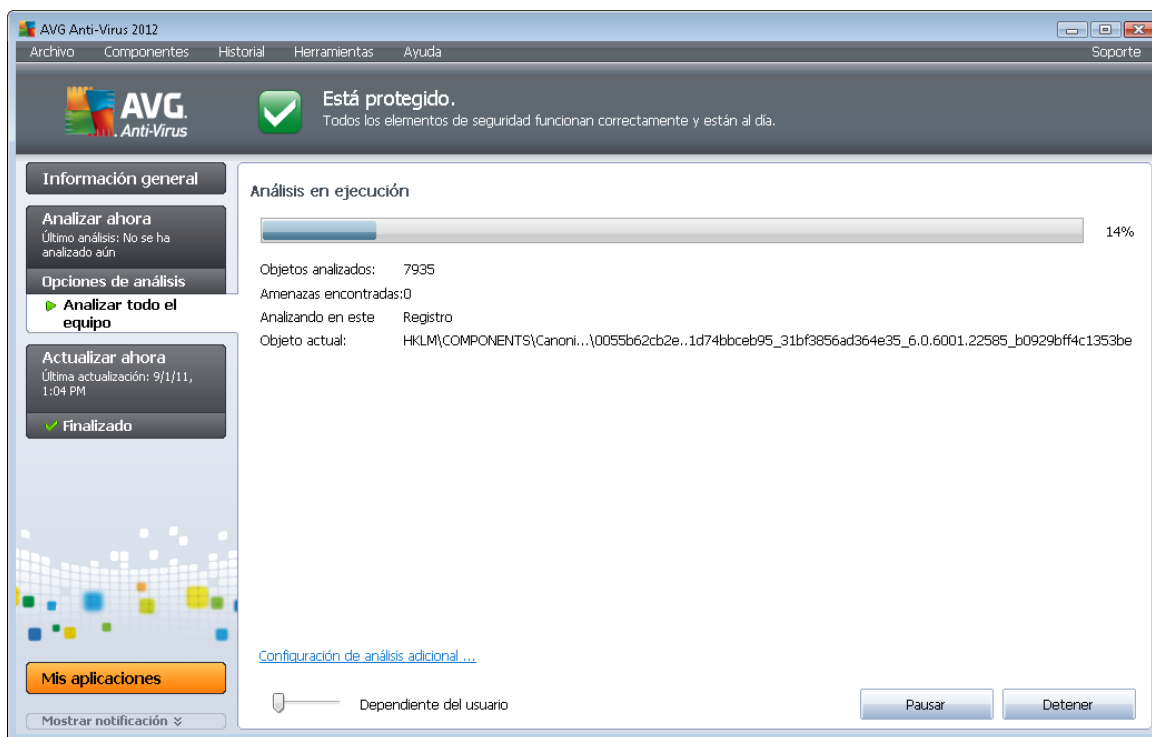 AVG Anti-Virus 2012
Archivo Componentes Historial Herramientas Ayuda Soporte
AVG.
Anti-Virus
Está protegido.
Todos los elementos de seguridad funcionan correctamente y están al día.
Información general
Analizar ahora
Último análisis: No se ha
analizado aún
Opciones de análisis
Analizar todo el
equipo
Actualizar ahora
Última actualización: 9/1/11,
1:04 PM
Finalizado
Mis aplicaciones
Mostrar notificación
Análisis en ejecución
14%
Objetos analizados: 7935
Amenazas encontradas:0
Analizando en este Registro
Objeto actual: HKLM\COMPONENTS\Canoni...\0055b62cb2e..1d74bbceb95_31bf3856ad364e35_6.0.6001.22585_b0929bff4c1353be
Configuración de análisis adicional ...
Dependiente del usuario
Pausar Detener